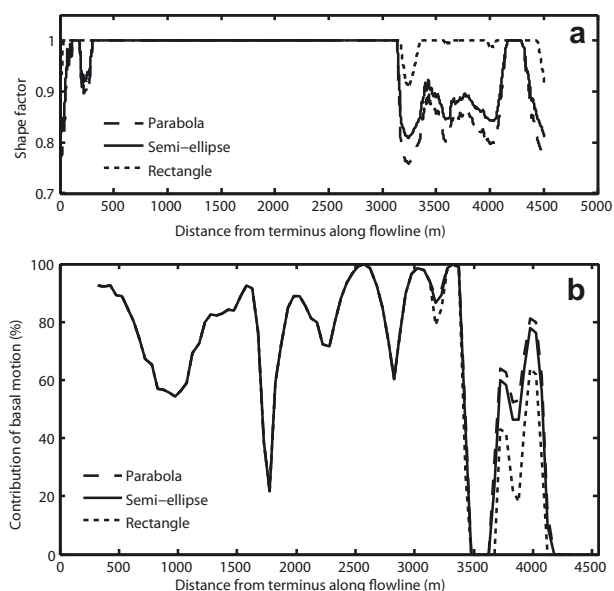 a
1
0.9
0.8
0.7
Shape factor
Parabola
Semi−ellipse
Rectangle
0 500 1000 1500 2000 2500 3000 3500 4000 4500 5000
Distance from terminus along flowline (m)
b
100
80
60
40
20
0
Contribution of basal motion (%)
Parabola
Semi−ellipse
Rectangle
0 500 1000 1500 2000 2500 3000 3500 4000 4500
Distance from terminus along flowline (m)